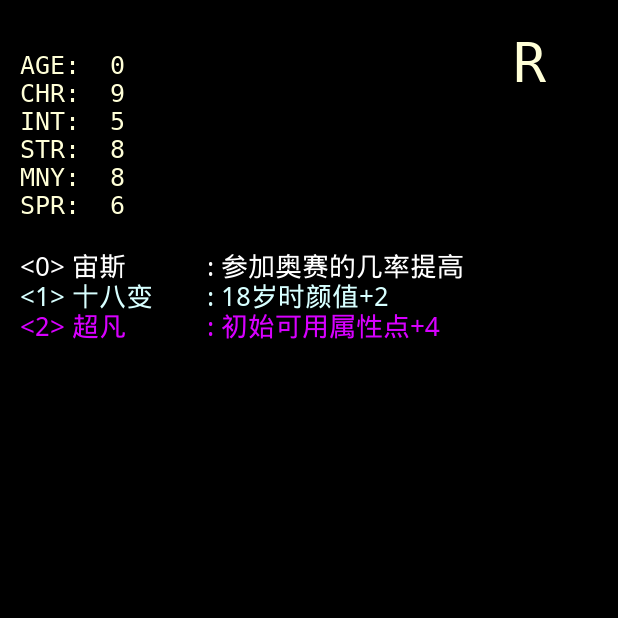 R
AGE: 0
CHR: 9
INT: 5
STR: 8
MNY: 8
SPR: 6
<0> 宙斯 : 参加奥赛的几率提高
<1> 十八变 : 18岁时颜值+2
<2> 超凡 : 初始可用属性点+4